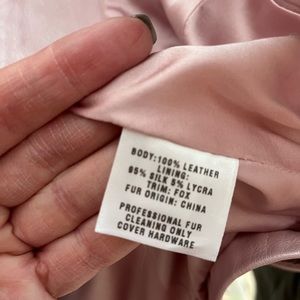 BODY:100% LEATHER
LINING:
95% SILK 5% LYCRA
TRIM: FOX
FUR ORIGIN: CHINA
PROFESSIONAL FUR
CLEANING ONLY
COVER HARDWARE